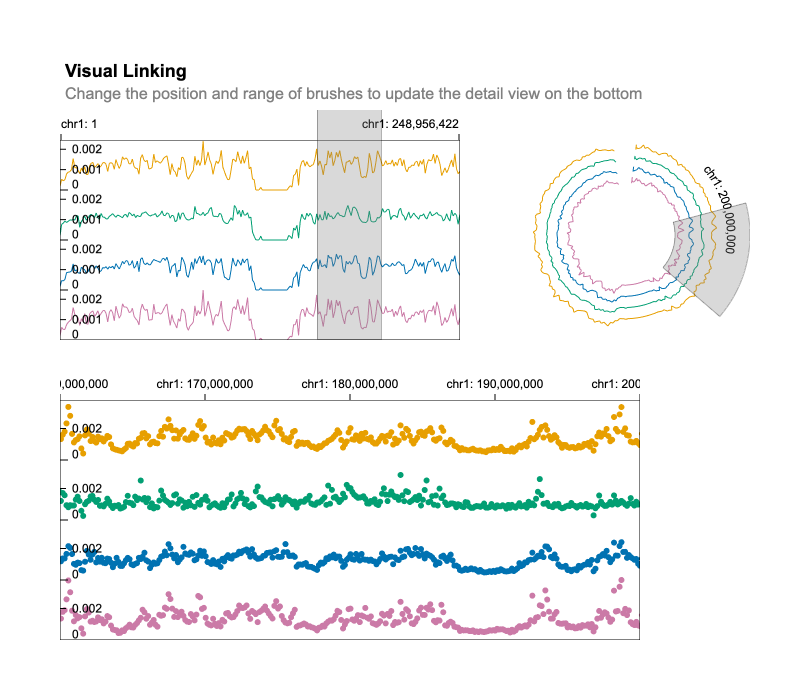 Visual Linking
Change the position and range of brushes to update the detail view on the bottom
chr1: 1
chr1: 248,956,422
0.002
0.001
0
0.002
0.001
0
0.002
0.001
0
0.002
0.001
0
chr1: 200,000,000
0,000,000
chr1: 170,000,000
chr1: 180,000,000
chr1: 190,000,000
chr1: 200
0.002
0
0.002
0
0.002
0
0.002
0